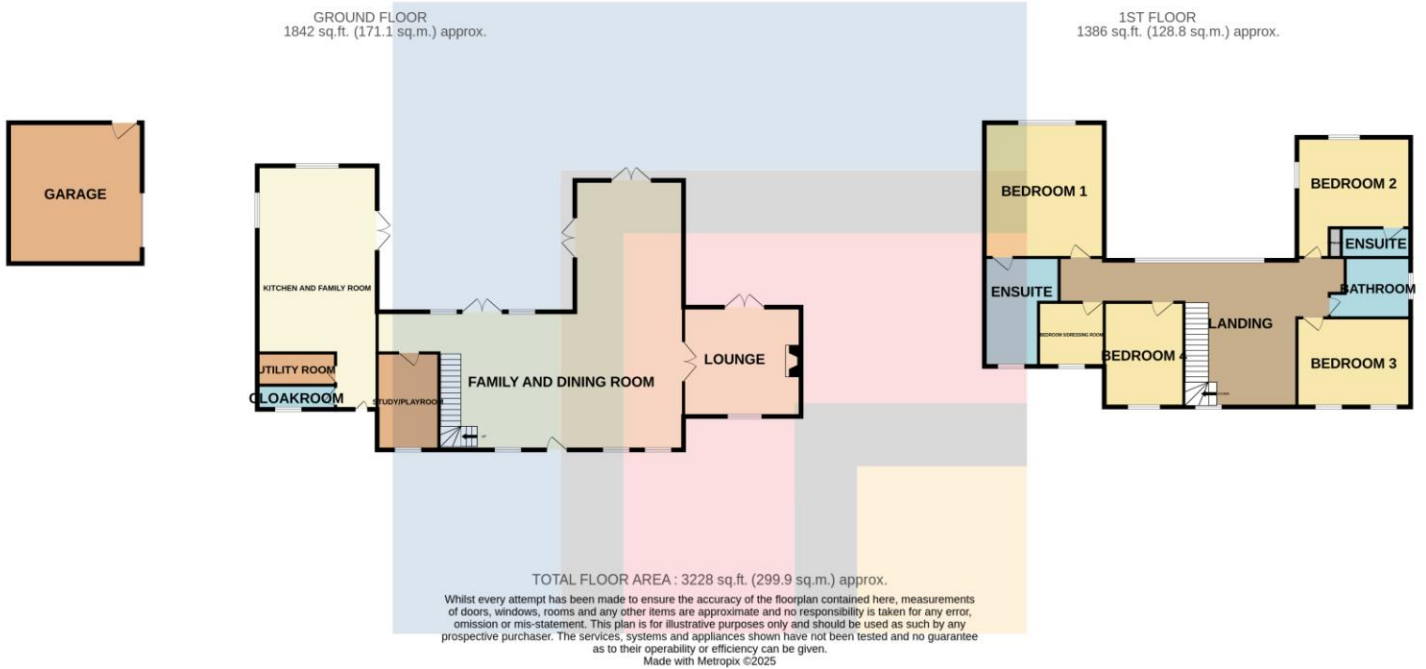 GROUND FLOOR
1842 sq.ft. (171.1 sq.m.) approx.
1ST FLOOR
1386 sq.ft. (128.8 sq.m.) approx.
GARAGE
KITCHEN AND FAMILY ROOM
UTILITY ROOM
CLOAKROOM
STUDY/PLAYROOM
UP
FAMILY AND DINING ROOM
LOUNGE
BEDROOM 1
BEDROOM 2
ENSUITE
ENSUITE
BATHROOM
BEDROOM 5/DRESSING ROOM
BEDROOM 4
LANDING
BEDROOM 3
TOTAL FLOOR AREA : 3228 sq.ft. (299.9 sq.m.) approx.
Whilst every attempt has been made to ensure the accuracy of the floorplan contained here, measurements
of doors, windows, rooms and any other items are approximate and no responsibility is taken for any error,
omission or mis-statement. This plan is for illustrative purposes only and should be used as such by any
prospective purchaser. The services, systems and appliances shown have not been tested and no guarantee
as to their operability or efficiency can be given.
Made with Metropix ©2025